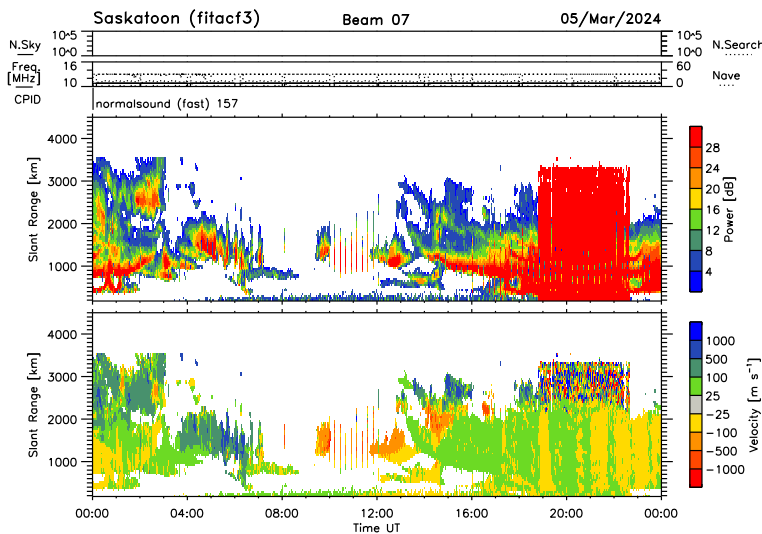 Saskatoon (fitacf3) Beam 07 05/Mar/2024
10^5 10^5
N.Sky N.Search
10^0 10^0
16 60
Freq. [MHz] Nave
10 0
CPID
normalsound (fast) 157
4000
3000
2000
1000
Slant Range [km]
28
24
20
16
12
8
4
Power [dB]
4000
3000
2000
1000
Slant Range [km]
1000
500
100
25
-25
-100
-500
-1000
Velocity [m s⁻¹]
00:00 04:00 08:00 12:00 16:00 20:00 00:00
Time UT